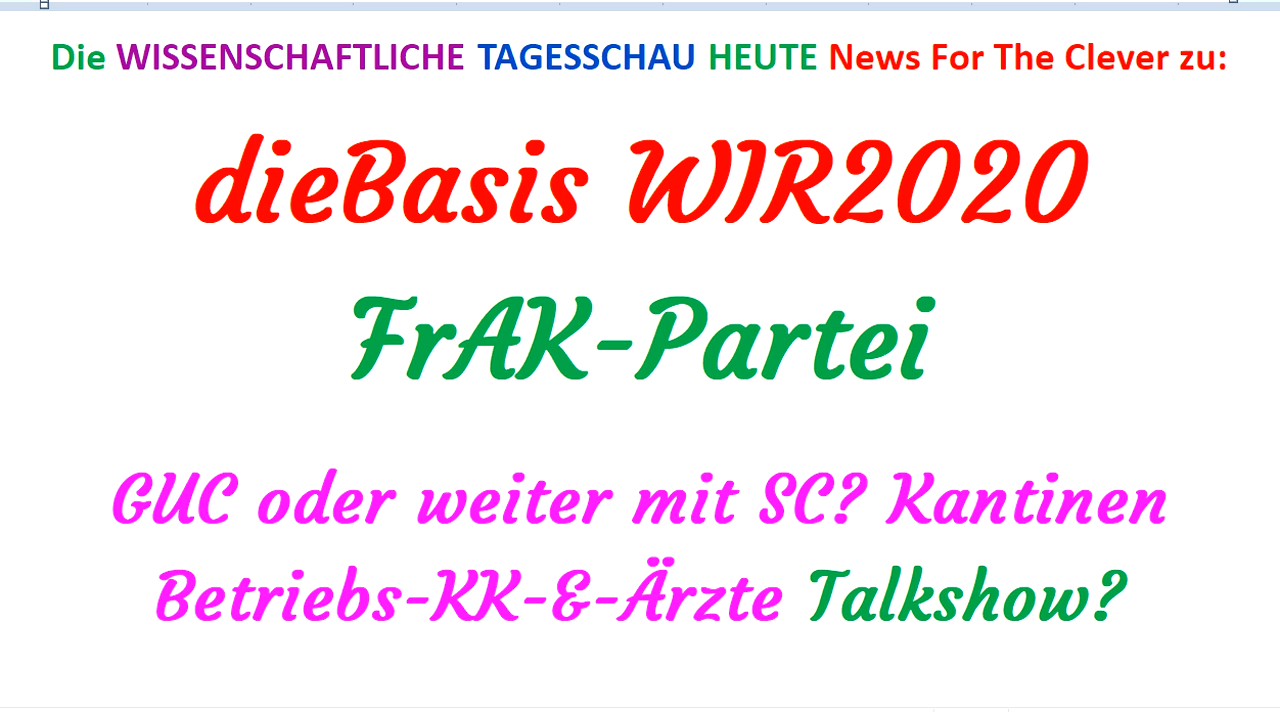 Die WISSENSCHAFTLICHE TAGESSCHAU HEUTE News For The Clever zu:
dieBasis WIR2020
FrAK-Partei
GUC oder weiter mit SC? Kantinen
Betriebs-KK-&-Ärzte Talkshow?